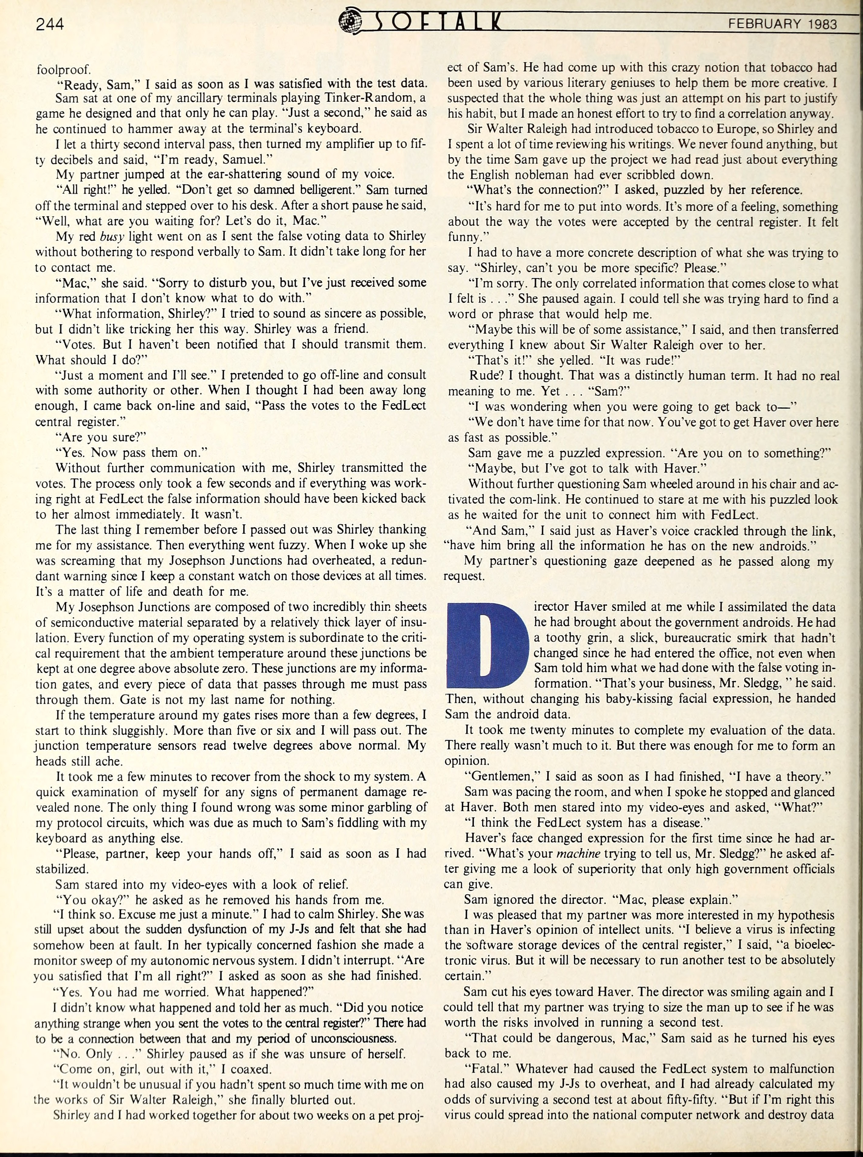 244
SOFTALK
FEBRUARY 1983
foolproof.
“Ready, Sam,” I said as soon as I was satisfied with the test data.
Sam sat at one of my ancillary terminals playing Tinker-Random, a
game he designed and that only he can play. “Just a second,” he said as
he continued to hammer away at the terminal’s keyboard.
I let a thirty second interval pass, then turned my amplifier up to fif-
ty decibels and said, “I’m ready, Samuel.”
My partner jumped at the ear-shattering sound of my voice.
“All right!” he yelled. “Don’t get so damned belligerent.” Sam turned
off the terminal and stepped over to his desk. After a short pause he said,
“Well, what are you waiting for? Let’s do it, Mac.”
My red busy light went on as I sent the false voting data to Shirley
without bothering to respond verbally to Sam. It didn’t take long for her
to contact me.
“Mac,” she said. “Sorry to disturb you, but I’ve just received some
information that I don’t know what to do with.”
“What information, Shirley?” I tried to sound as sincere as possible,
but I didn’t like tricking her this way. Shirley was a friend.
“Votes. But I haven’t been notified that I should transmit them.
What should I do?”
“Just a moment and I’ll see.” I pretended to go off-line and consult
with some authority or other. When I thought I had been away long
enough, I came back on-line and said, “Pass the votes to the FedLect
central register.”
“Are you sure?”
“Yes. Now pass them on.”
Without further communication with me, Shirley transmitted the
votes. The process only took a few seconds and if everything was work-
ing right at FedLect the false information should have been kicked back
to her almost immediately. It wasn’t.
The last thing I remember before I passed out was Shirley thanking
me for my assistance. Then everything went fuzzy. When I woke up she
was screaming that my Josephson Junctions had overheated, a redun-
dant warning since I keep a constant watch on those devices at all times.
It’s a matter of life and death for me.
My Josephson Junctions are composed of two incredibly thin sheets
of semiconductive material separated by a relatively thick layer of insu-
lation. Every function of my operating system is subordinate to the criti-
cal requirement that the ambient temperature around these junctions be
kept at one degree above absolute zero. These junctions are my informa-
tion gates, and every piece of data that passes through me must pass
through them. Gate is not my last name for nothing.
If the temperature around my gates rises more than a few degrees, I
start to think sluggishly. More than five or six and I will pass out. The
junction temperature sensors read twelve degrees above normal. My
heads still ache.
It took me a few minutes to recover from the shock to my system. A
quick examination of myself for any signs of permanent damage re-
vealed none. The only thing I found wrong was some minor garbling of
my protocol circuits, which was due as much to Sam’s fiddling with my
keyboard as anything else.
“Please, partner, keep your hands off,” I said as soon as I had
stabilized.
Sam stared into my video-eyes with a look of relief.
“You okay?” he asked as he removed his hands from me.
“I think so. Excuse me just a minute.” I had to calm Shirley. She was
still upset about the sudden dysfunction of my J-Js and felt that she had
somehow been at fault. In her typically concerned fashion she made a
monitor sweep of my autonomic nervous system. I didn’t interrupt. “Are
you satisfied that I’m all right?” I asked as soon as she had finished.
“Yes. You had me worried. What happened?”
I didn’t know what happened and told her as much. “Did you notice
anything strange when you sent the votes to the central register?” There had
to be a connection between that and my period of unconsciousness.
“No. Only . . .” Shirley paused as if she was unsure of herself.
“Come on, girl, out with it,” I coaxed.
“It wouldn’t be unusual if you hadn’t spent so much time with me on
the works of Sir Walter Raleigh,” she finally blurted out.
Shirley and I had worked together for about two weeks on a pet proj-
ect of Sam’s. He had come up with this crazy notion that tobacco had
been used by various literary geniuses to help them be more creative. I
suspected that the whole thing was just an attempt on his part to justify
his habit, but I made an honest effort to try to find a correlation anyway.
Sir Walter Raleigh had introduced tobacco to Europe, so Shirley and
I spent a lot of time reviewing his writings. We never found anything, but
by the time Sam gave up the project we had read just about everything
the English nobleman had ever scribbled down.
“What’s the connection?” I asked, puzzled by her reference.
“It’s hard for me to put into words. It’s more of a feeling, something
about the way the votes were accepted by the central register. It felt
funny.”
I had to have a more concrete description of what she was trying to
say. “Shirley, can’t you be more specific? Please.”
“I’m sorry. The only correlated information that comes close to what
I felt is . . .” She paused again. I could tell she was trying hard to find a
word or phrase that would help me.
“Maybe this will be of some assistance,” I said, and then transferred
everything I knew about Sir Walter Raleigh over to her.
“That’s it!” she yelled. “It was rude!”
Rude? I thought. That was a distinctly human term. It had no real
meaning to me. Yet . . . “Sam?”
“I was wondering when you were going to get back to—”
“We don’t have time for that now. You’ve got to get Haver over here
as fast as possible.”
Sam gave me a puzzled expression. “Are you on to something?”
“Maybe, but I’ve got to talk with Haver.”
Without further questioning Sam wheeled around in his chair and ac-
tivated the com-link. He continued to stare at me with his puzzled look
as he waited for the unit to connect him with FedLect.
“And Sam,” I said just as Haver’s voice crackled through the link,
“have him bring all the information he has on the new androids.”
My partner’s questioning gaze deepened as he passed along my
request.
Director Haver smiled at me while I assimilated the data
he had brought about the government androids. He had
a toothy grin, a slick, bureaucratic smirk that hadn’t
changed since he had entered the office, not even when
Sam told him what we had done with the false voting in-
formation. “That’s your business, Mr. Sledgg, ” he said.
Then, without changing his baby-kissing facial expression, he handed
Sam the android data.
It took me twenty minutes to complete my evaluation of the data.
There really wasn’t much to it. But there was enough for me to form an
opinion.
“Gentlemen,” I said as soon as I had finished, “I have a theory.”
Sam was pacing the room, and when I spoke he stopped and glanced
at Haver. Both men stared into my video-eyes and asked, “What?”
“I think the FedLect system has a disease.”
Haver’s face changed expression for the first time since he had ar-
rived. “What’s your machine trying to tell us, Mr. Sledgg?” he asked af-
ter giving me a look of superiority that only high government officials
can give.
Sam ignored the director. “Mac, please explain.”
I was pleased that my partner was more interested in my hypothesis
than in Haver’s opinion of intellect units. “I believe a virus is infecting
the software storage devices of the central register,” I said, “a bioelec-
tronic virus. But it will be necessary to run another test to be absolutely
certain.”
Sam cut his eyes toward Haver. The director was smiling again and I
could tell that my partner was trying to size the man up to see if he was
worth the risks involved in running a second test.
“That could be dangerous, Mac,” Sam said as he turned his eyes
back to me.
“Fatal.” Whatever had caused the FedLect system to malfunction
had also caused my J-Js to overheat, and I had already calculated my
odds of surviving a second test at about fifty-fifty. “But if I’m right this
virus could spread into the national computer network and destroy data